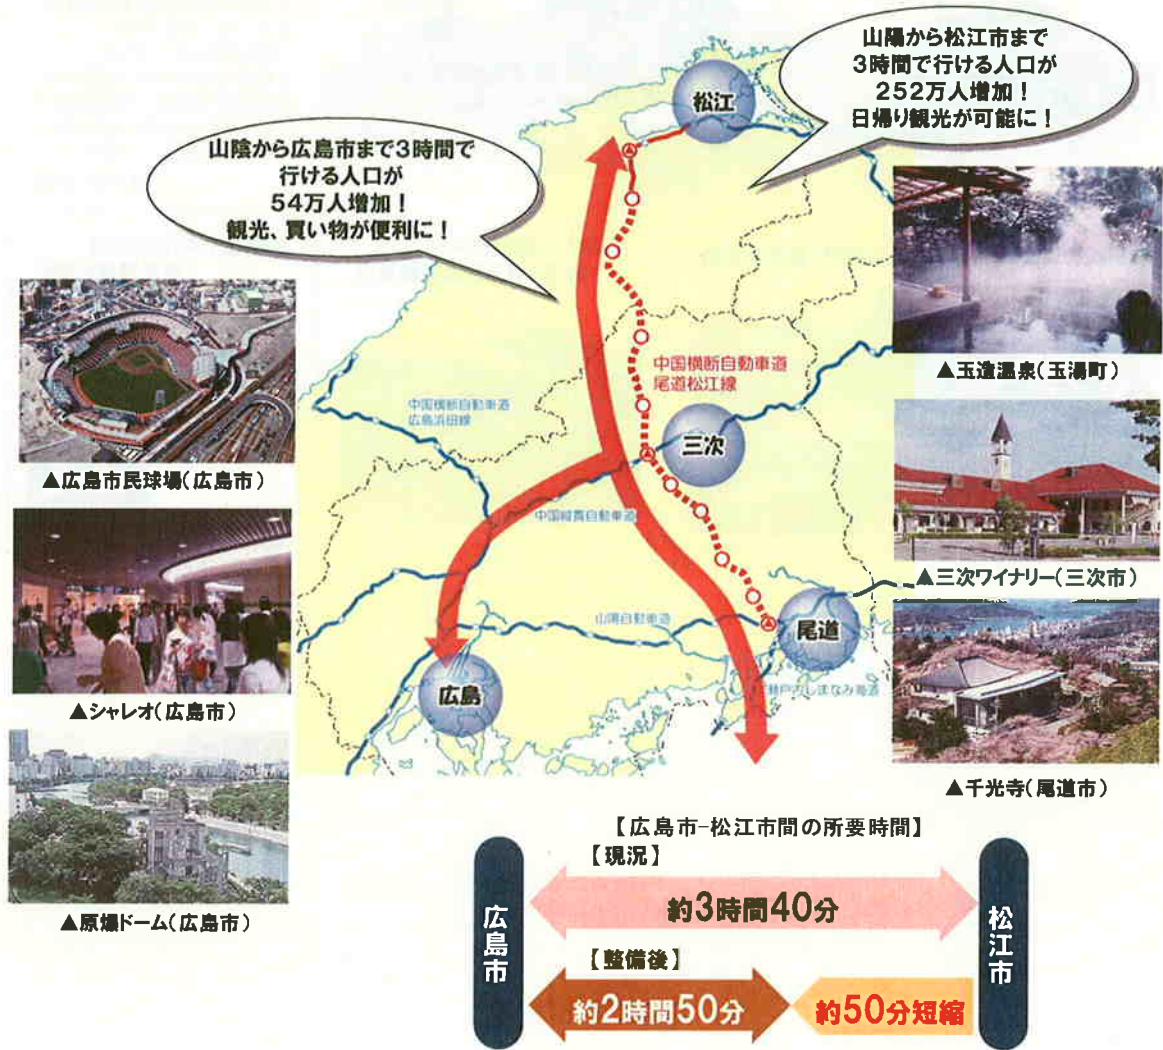 山陽から松江市まで
3時間で行ける人口が
252万人増加！
日帰り観光が可能に！
松江
山陰から広島市まで3時間で
行ける人口が
54万人増加！
観光、買い物が便利に！
▲玉造温泉(玉湯町)
中国横断自動車道
尾道松江線
中国横断自動車道
広島浜田線
三次
▲広島市民球場(広島市)
中国縦貫自動車道
▲三次ワイナリー(三次市)
山陽自動車道
尾道
瀬戸内しまなみ海道
広島
▲シャレオ(広島市)
▲千光寺(尾道市)
▲原爆ドーム(広島市)
【広島市-松江市間の所要時間】
【現況】
約3時間40分
広島市
松江市
【整備後】
約2時間50分
約50分短縮